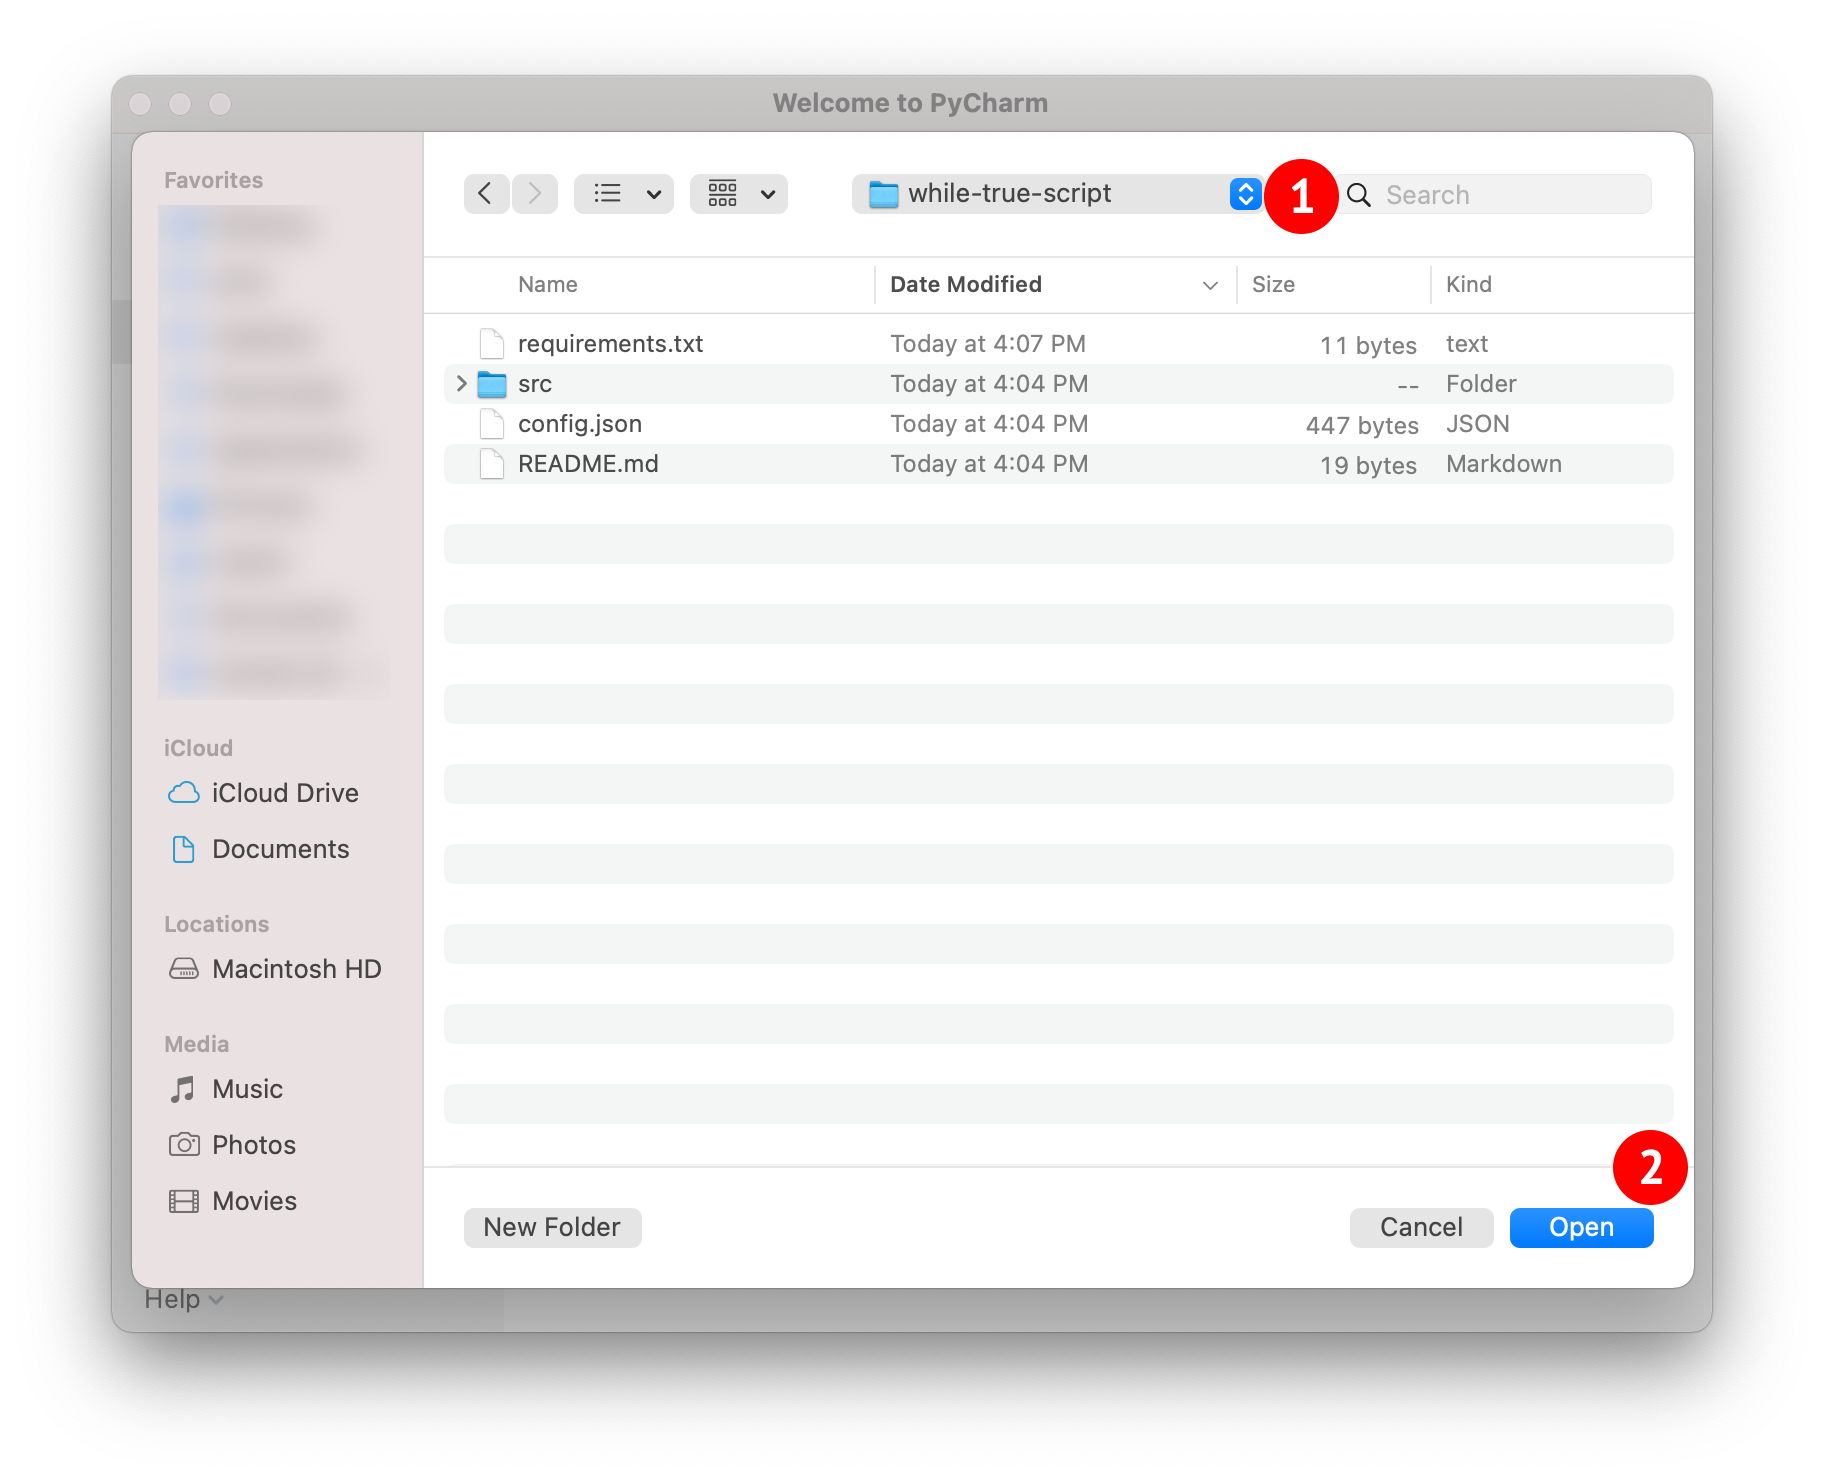 Welcome to PyCharm
Favorites
while-true-script
1
Search
Name
Date Modified
Size
Kind
requirements.txt Today at 4:07 PM 11 bytes text
src Today at 4:04 PM -- Folder
config.json Today at 4:04 PM 447 bytes JSON
README.md Today at 4:04 PM 19 bytes Markdown
iCloud
iCloud Drive
Documents
Locations
Macintosh HD
Media
Music
Photos
Movies
2
New Folder
Cancel
Open
Help